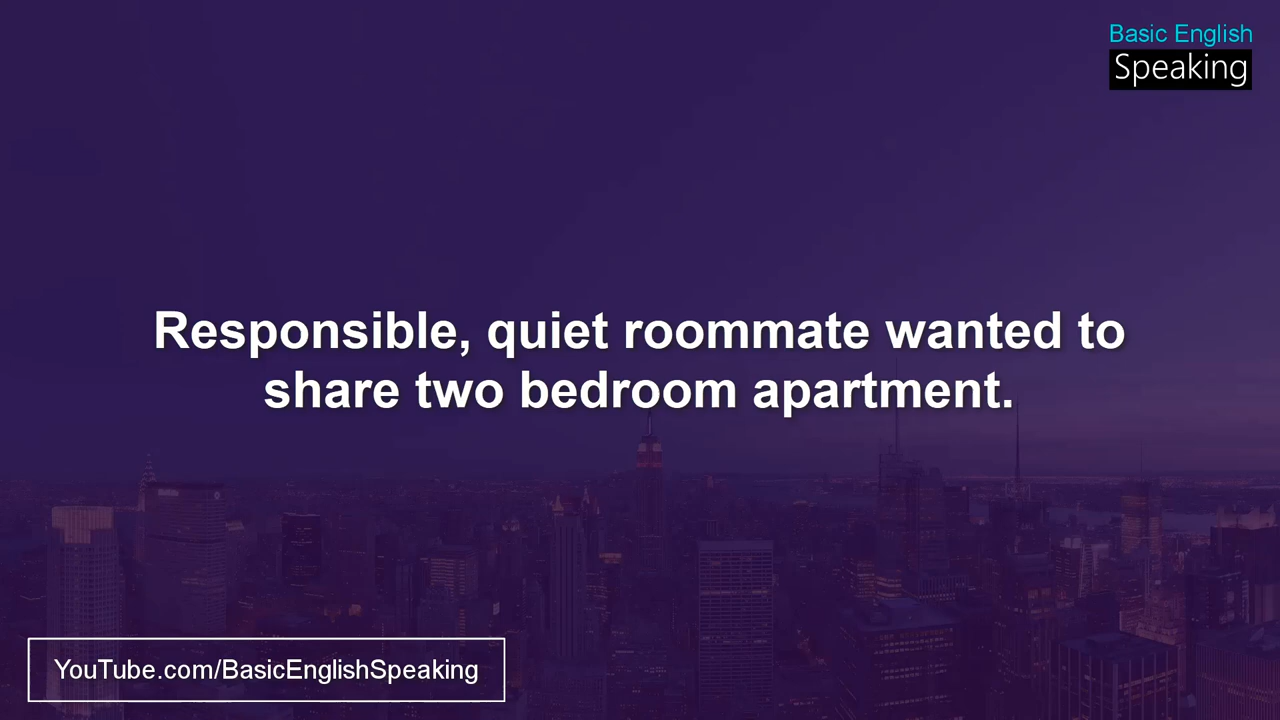 Basic English
Speaking
Responsible, quiet roommate wanted to
share two bedroom apartment.
YouTube.com/BasicEnglishSpeaking